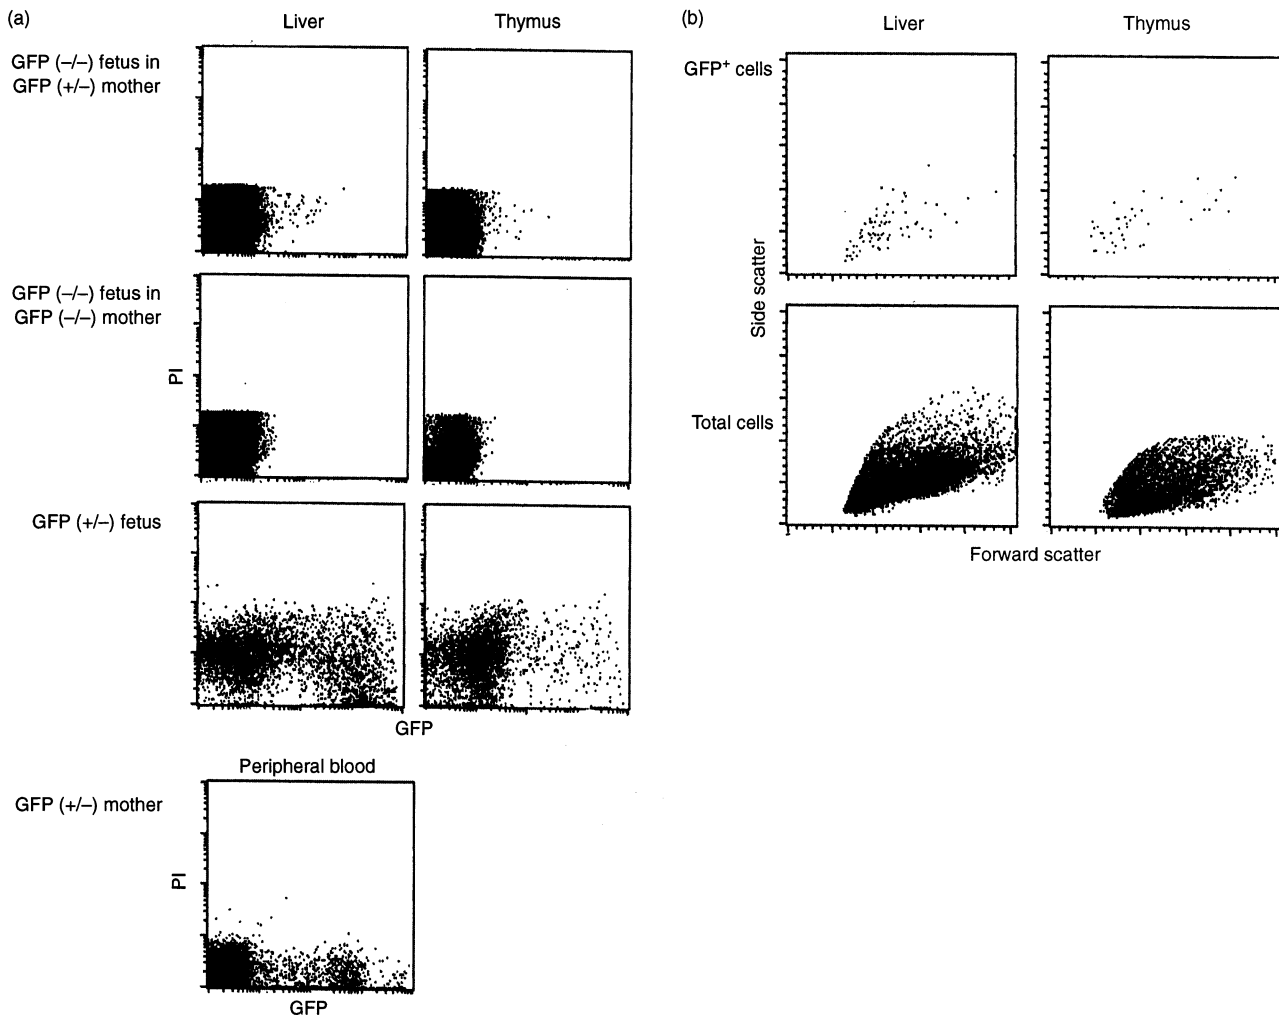 (a)
Liver
Thymus
GFP (–/–) fetus in
GFP (+/–) mother
GFP (–/–) fetus in
GFP (–/–) mother
PI
GFP (+/–) fetus
GFP
Peripheral blood
GFP (+/–) mother
PI
GFP
(b)
Liver
Thymus
GFP⁺ cells
Side scatter
Total cells
Forward scatter